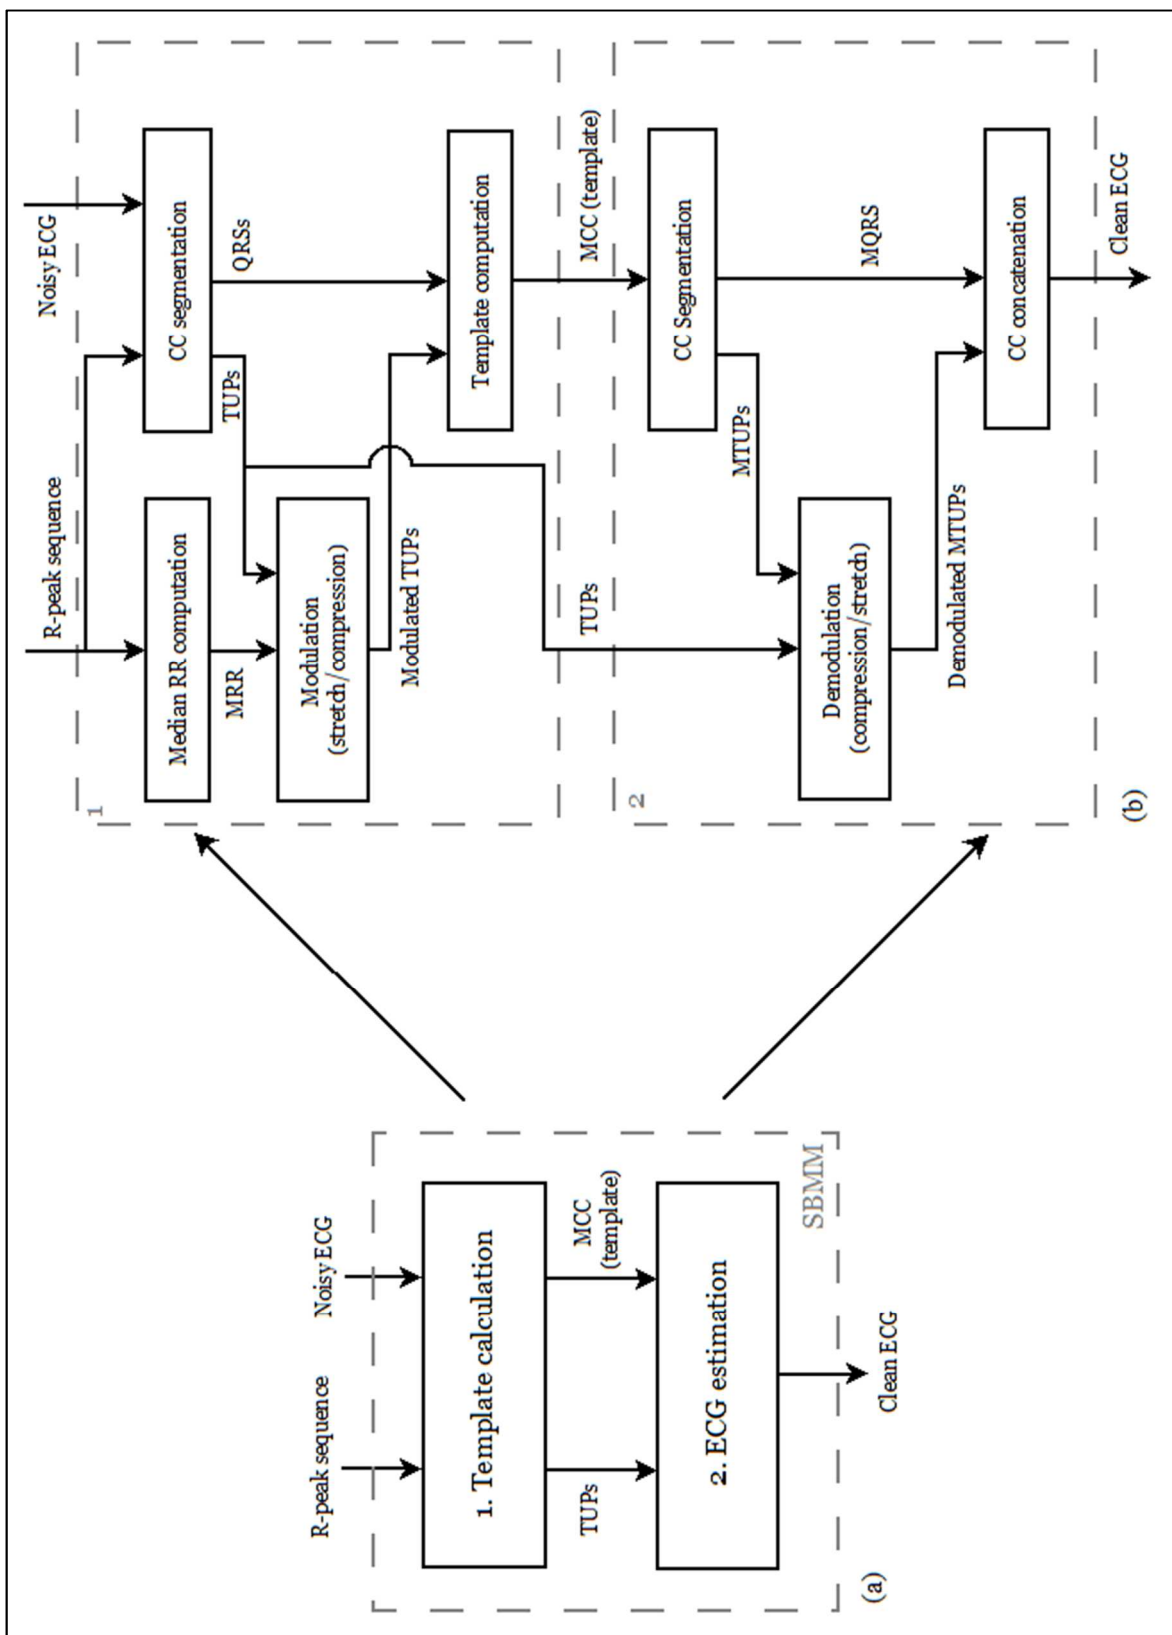 R-peak sequence
Noisy ECG
1. Template calculation
TUPs
MCC
(template)
2. ECG estimation
SBMM
Clean ECG
(a)
R-peak sequence
Noisy ECG
1
Median RR computation
CC segmentation
MRR
TUPs
QRSs
Modulation
(stretch/compression)
Modulated TUPs
Template computation
TUPs
MCC (template)
2
CC Segmentation
MTUPs
MQRS
Demodulation
(compression/stretch)
Demodulated MTUPs
CC concatenation
Clean ECG
(b)